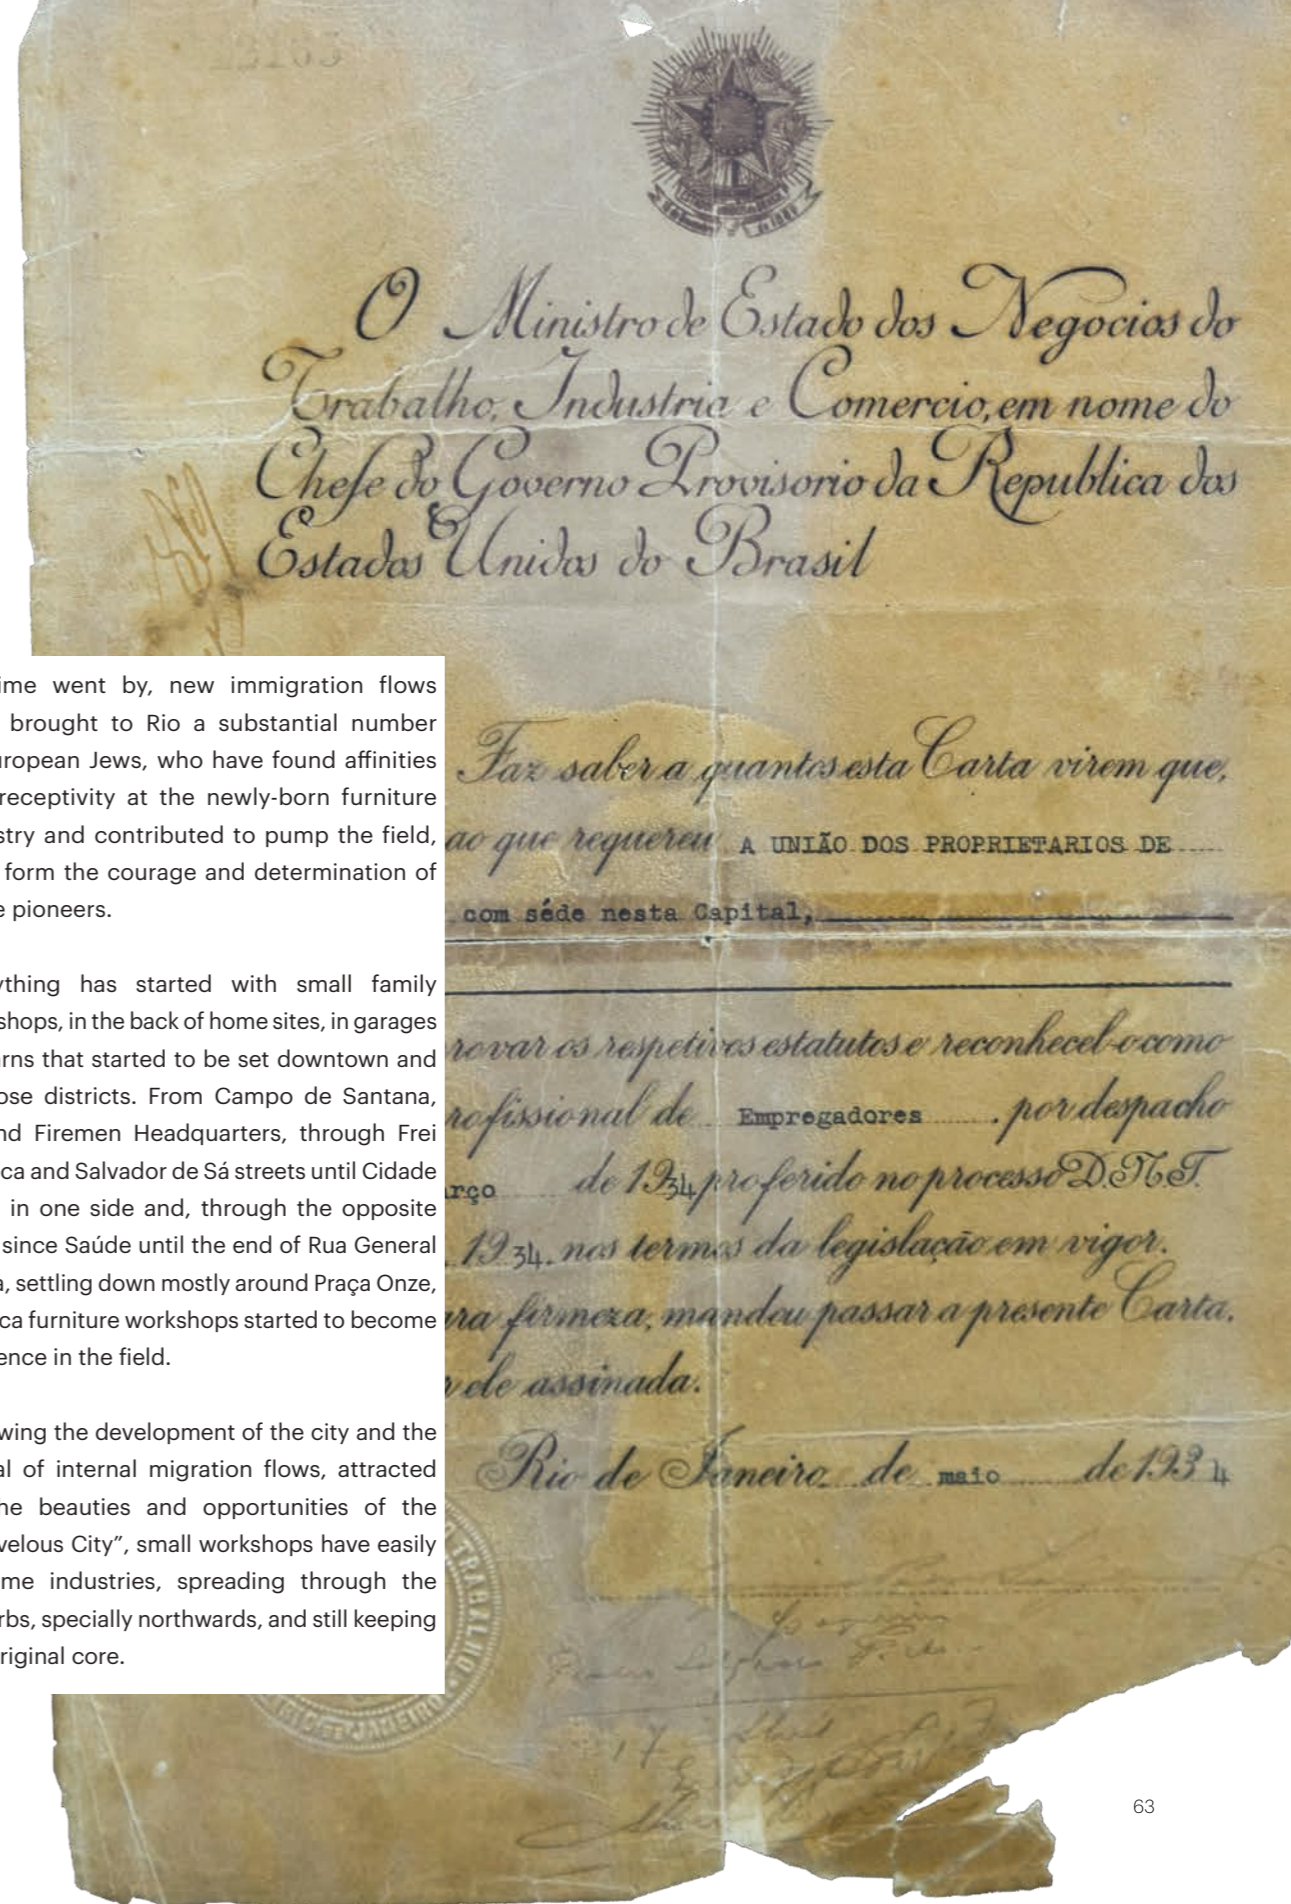 O Ministro de Estado dos Negocios do
Trabalho, Industria e Comercio, em nome do
Chefe do Governo Provisorio da Republica dos
Estados Unidos do Brasil
Faz saber a quantos esta Carta virem que,
ao que requereu A UNIÃO DOS PROPRIETARIOS DE
com séde nesta Capital,
rovar os respetivos estatutos e reconhecel-o como
rofissional de Empregadores . por despacho
rço de 1934 proferido no processo D.N.T.
1934. nos termos da legislação em vigor.
ra firmeza, mandou passar a presente Carta.
r ele assinada.
Rio de Janeiro de maio de 1934
TRABALHO
RIO DE JANEIRO
ime went by, new immigration flows
brought to Rio a substantial number
uropean Jews, who have found affinities
receptivity at the newly-born furniture
stry and contributed to pump the field,
form the courage and determination of
e pioneers.
ything has started with small family
shops, in the back of home sites, in garages
arns that started to be set downtown and
ose districts. From Campo de Santana,
nd Firemen Headquarters, through Frei
ca and Salvador de Sá streets until Cidade
in one side and, through the opposite
since Saúde until the end of Rua General
a, settling down mostly around Praça Onze,
ca furniture workshops started to become
ence in the field.
wing the development of the city and the
al of internal migration flows, attracted
he beauties and opportunities of the
velous City”, small workshops have easily
me industries, spreading through the
rbs, specially northwards, and still keeping
riginal core.
63